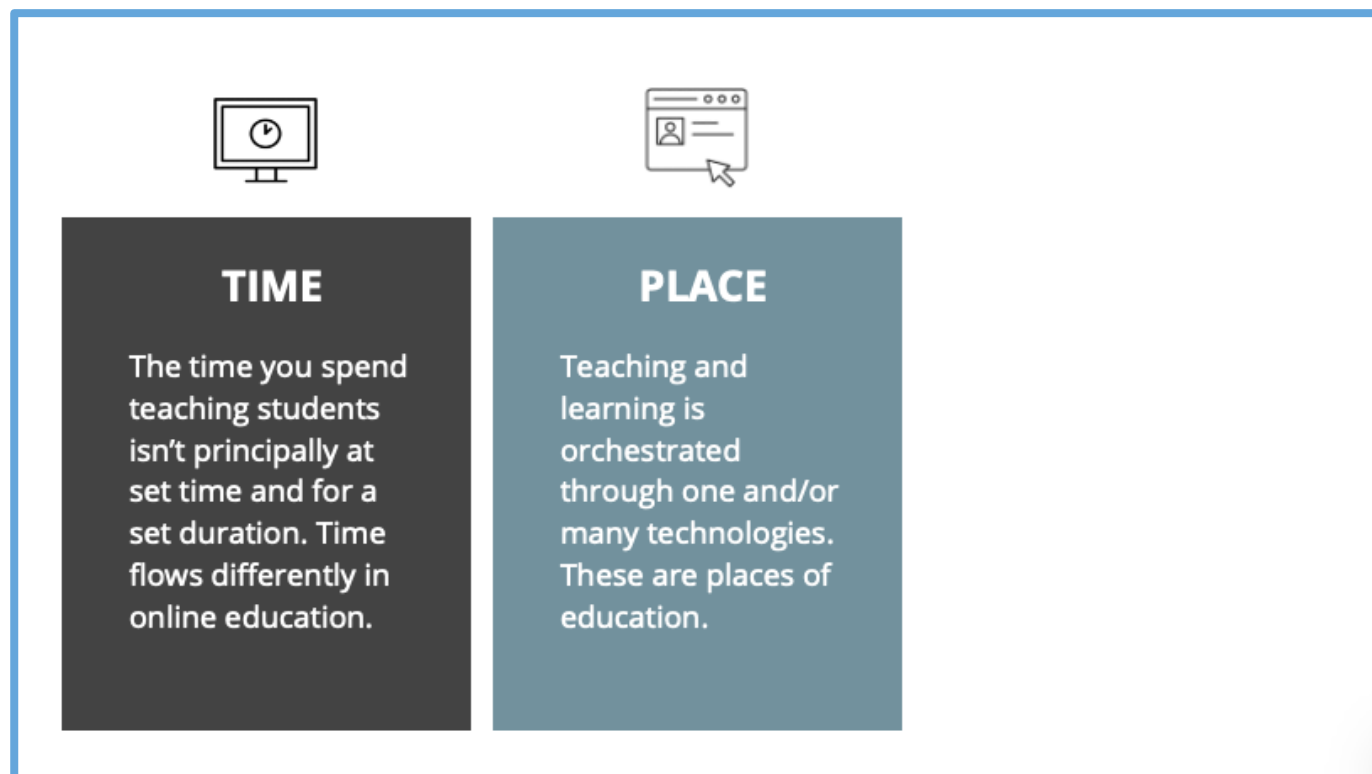 TIME
The time you spend
teaching students
isn’t principally at
set time and for a
set duration. Time
flows differently in
online education.
PLACE
Teaching and
learning is
orchestrated
through one and/or
many technologies.
These are places of
education.